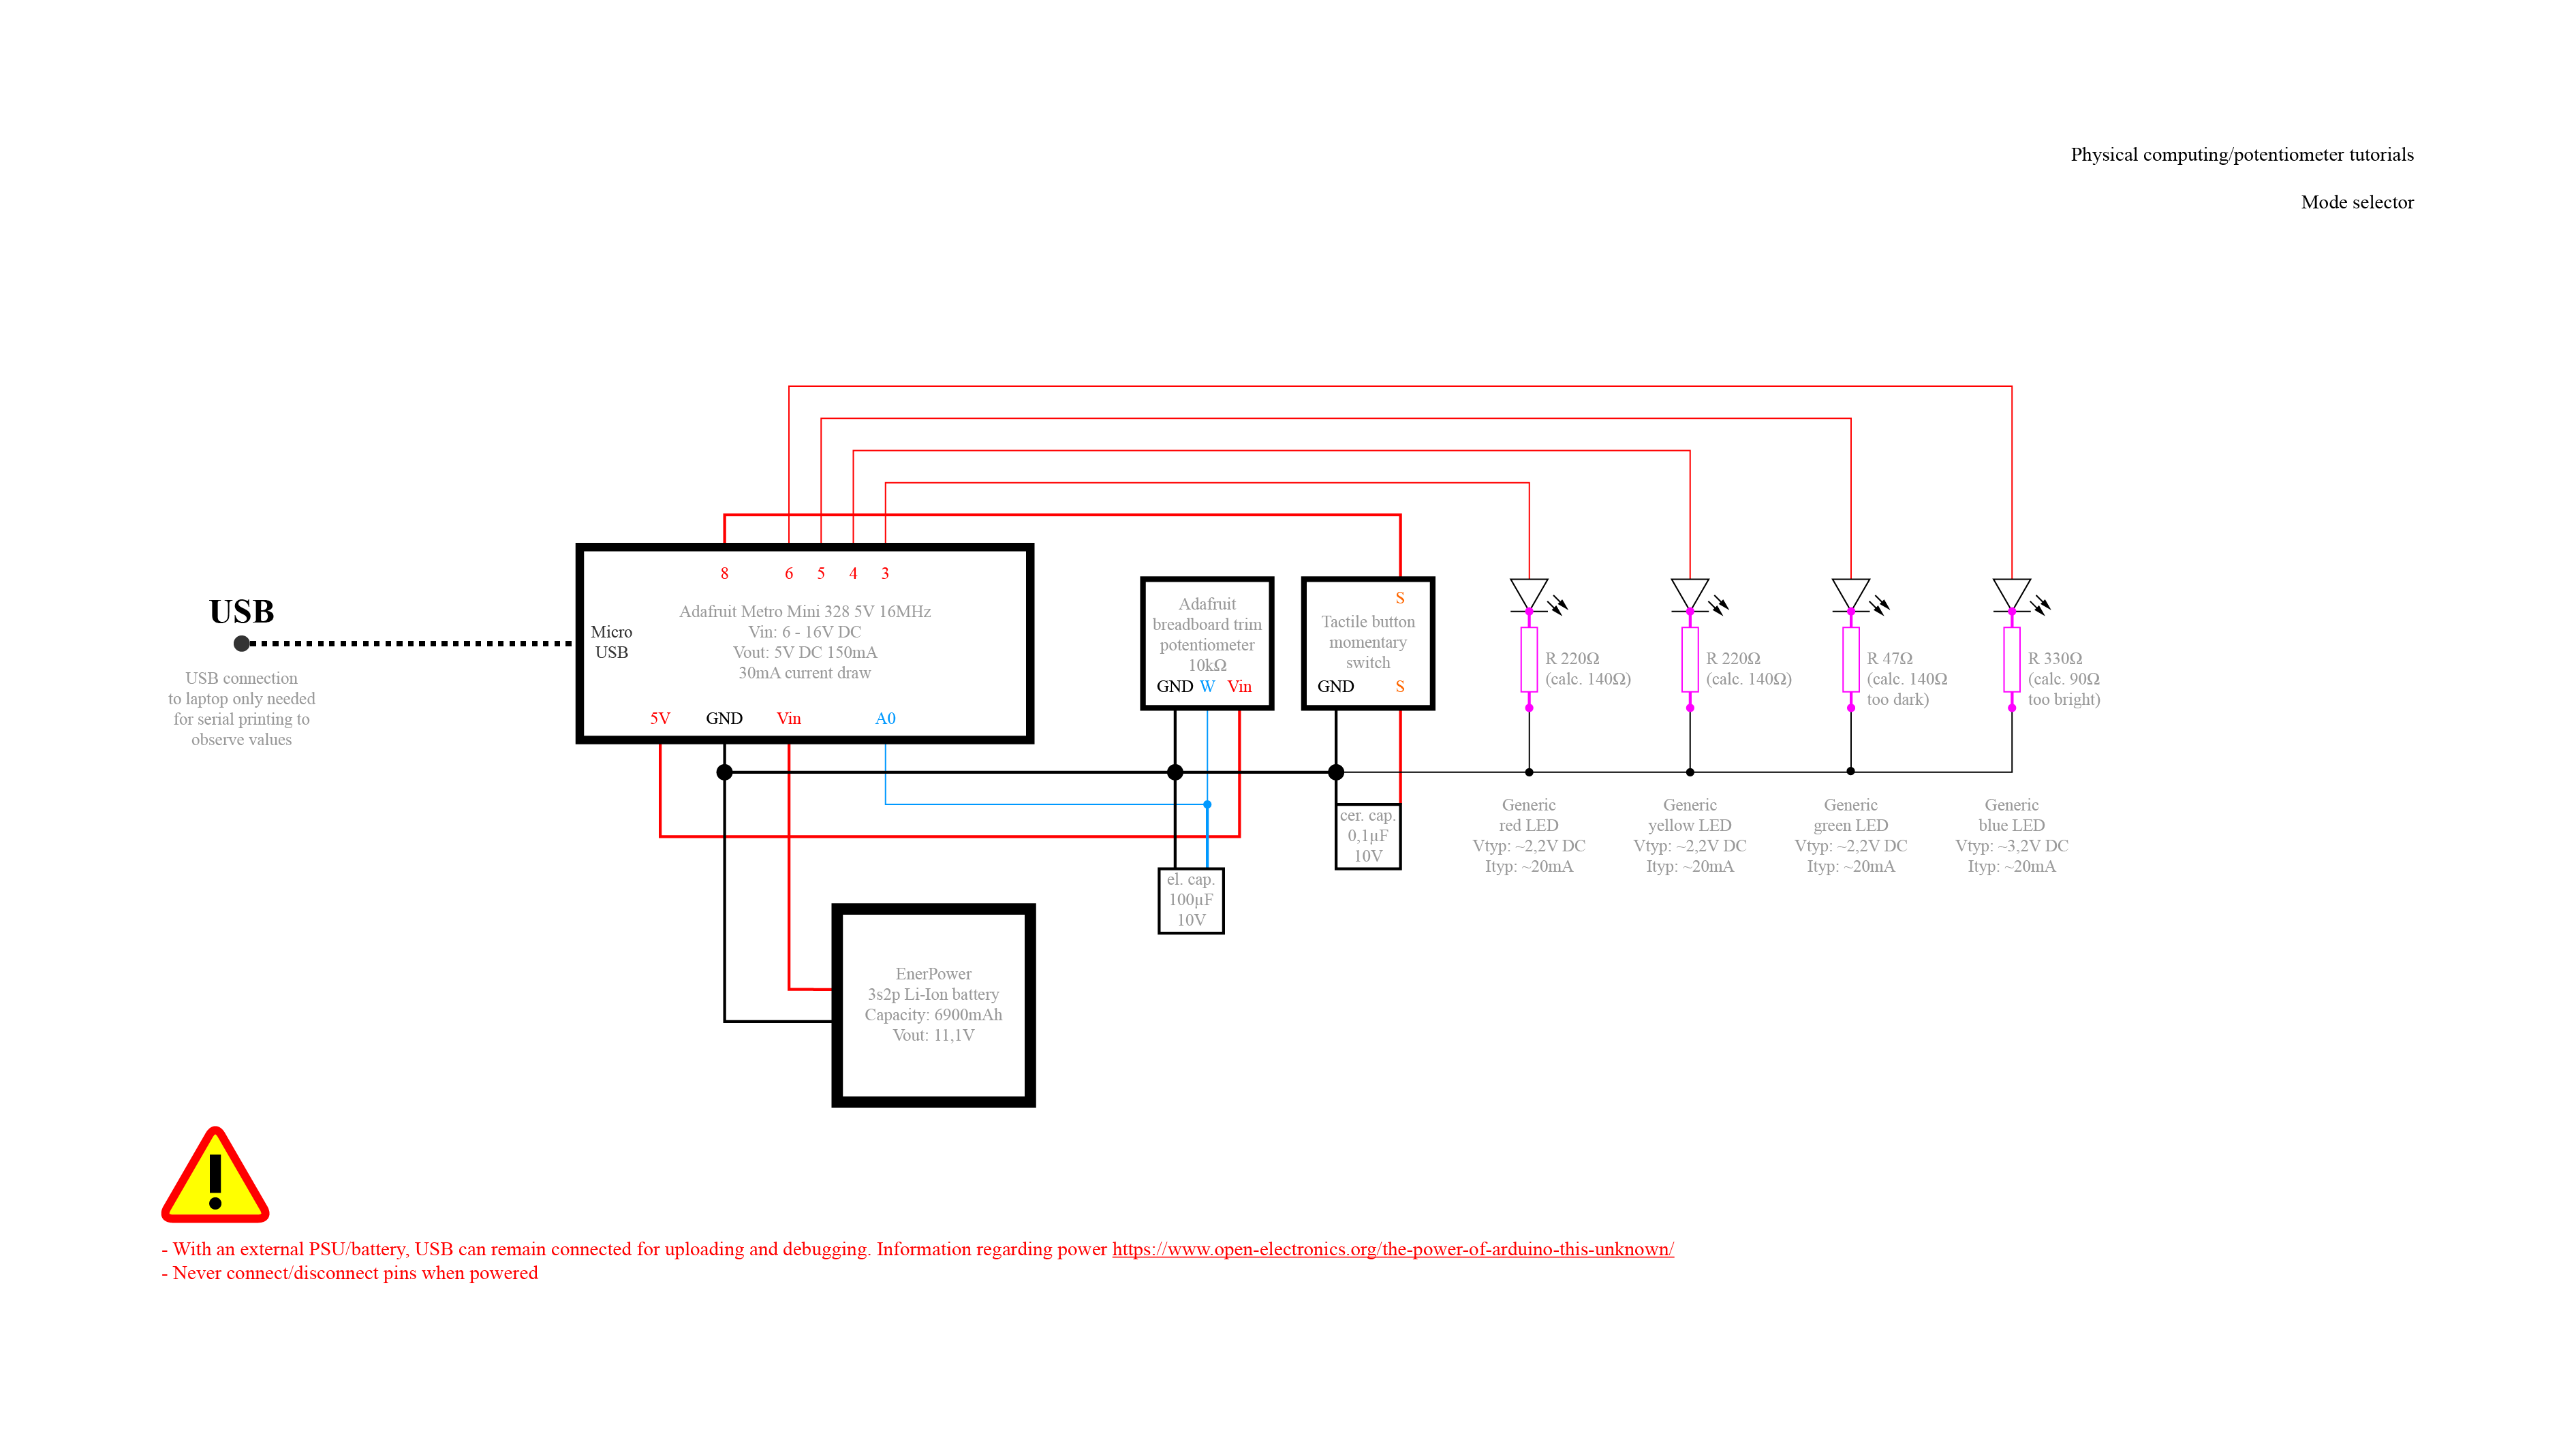 Physical computing/potentiometer tutorials
Mode selector
8 6 5 4 3
Adafruit Metro Mini 328 5V 16MHz
Vin: 6 - 16V DC
Vout: 5V DC 150mA
30mA current draw
Micro
USB
5V GND Vin A0
USB
USB connection
to laptop only needed
for serial printing to
observe values
Adafruit
breadboard trim
potentiometer
10kΩ
GND W Vin
S
Tactile button
momentary
switch
GND S
R 220Ω
(calc. 140Ω)
R 220Ω
(calc. 140Ω)
R 47Ω
(calc. 140Ω
too dark)
R 330Ω
(calc. 90Ω
too bright)
cer. cap.
0,1µF
10V
el. cap.
100µF
10V
Generic
red LED
Vtyp: ~2,2V DC
Ityp: ~20mA
Generic
yellow LED
Vtyp: ~2,2V DC
Ityp: ~20mA
Generic
green LED
Vtyp: ~2,2V DC
Ityp: ~20mA
Generic
blue LED
Vtyp: ~3,2V DC
Ityp: ~20mA
EnerPower
3s2p Li-Ion battery
Capacity: 6900mAh
Vout: 11,1V
- With an external PSU/battery, USB can remain connected for uploading and debugging. Information regarding power https://www.open-electronics.org/the-power-of-arduino-this-unknown/
- Never connect/disconnect pins when powered